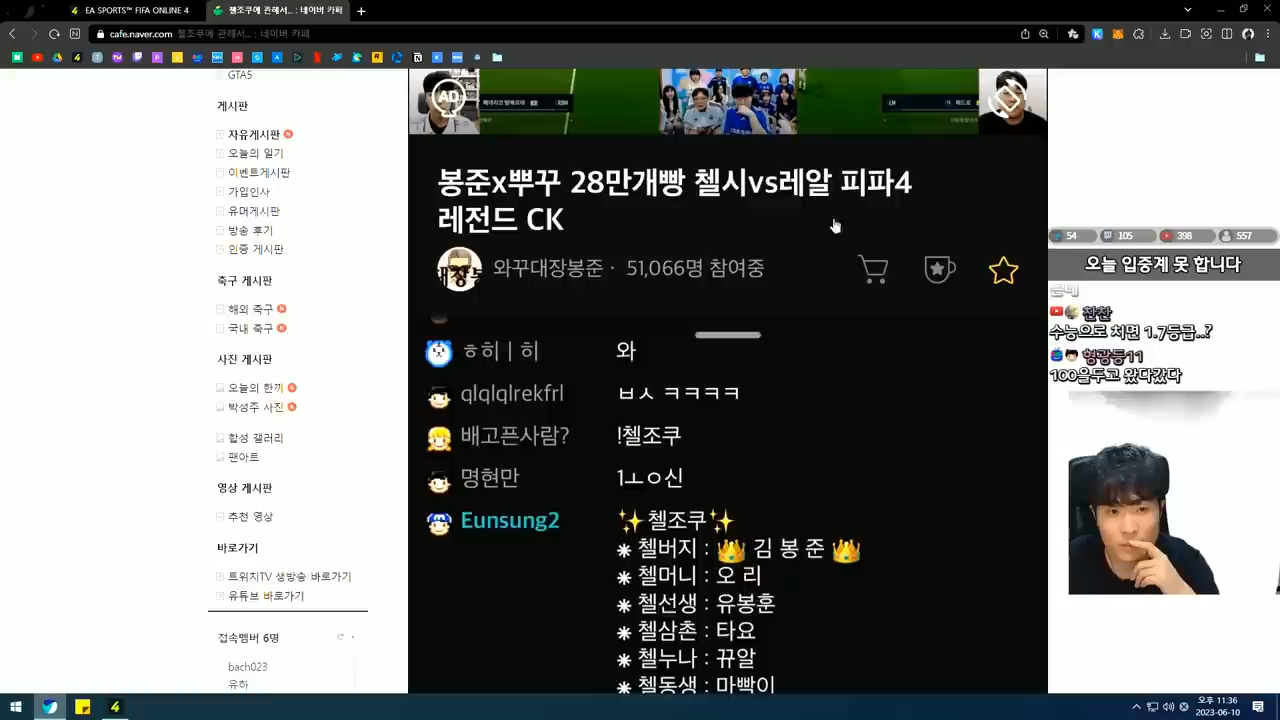 EA SPORTS™ FIFA ONLINE 4
첼조쿠에 관해서... : 네이버 카페
cafe.naver.com 첼조쿠에 관해서... : 네이버 카페
GTA5
게시판
자유게시판
오늘의 일기
이벤트게시판
가입인사
유머게시판
방송 후기
인증 게시판
축구 게시판
해외 축구
국내 축구
사진 게시판
오늘의 한끼
박성주 사진
합성 갤러리
팬아트
영상 게시판
추천 영상
바로가기
트위치TV 생방송 바로가기
유튜브 바로가기
접속멤버 6명
bach023
유하
AD
봉준x뿌꾸 28만개빵 첼시vs레알 피파4
레전드 CK
와꾸대장봉준 · 51,066명 참여중
ㅎ히 | 히 와
qlqlqlrekfrl ㅂㅅ ㅋㅋㅋㅋ
배고픈사람? !첼조쿠
명현만 1ㅗㅇ신
Eunsung2 ✨첼조쿠✨
⁕ 첼버지 : 👑 김 봉 준 👑
⁕ 첼머니 : 오 리
⁕ 첼선생 : 유봉훈
⁕ 첼삼촌 : 타요
⁕ 첼누나 : 뀨알
⁕ 첼동생 : 마빡이
54 105 398 557
오늘 입중계 못 합니다
찬찬
수능으로 치면 1.7등급..?
형광등11
100을두고 왔다갔다
오후 11:36
2023-06-10